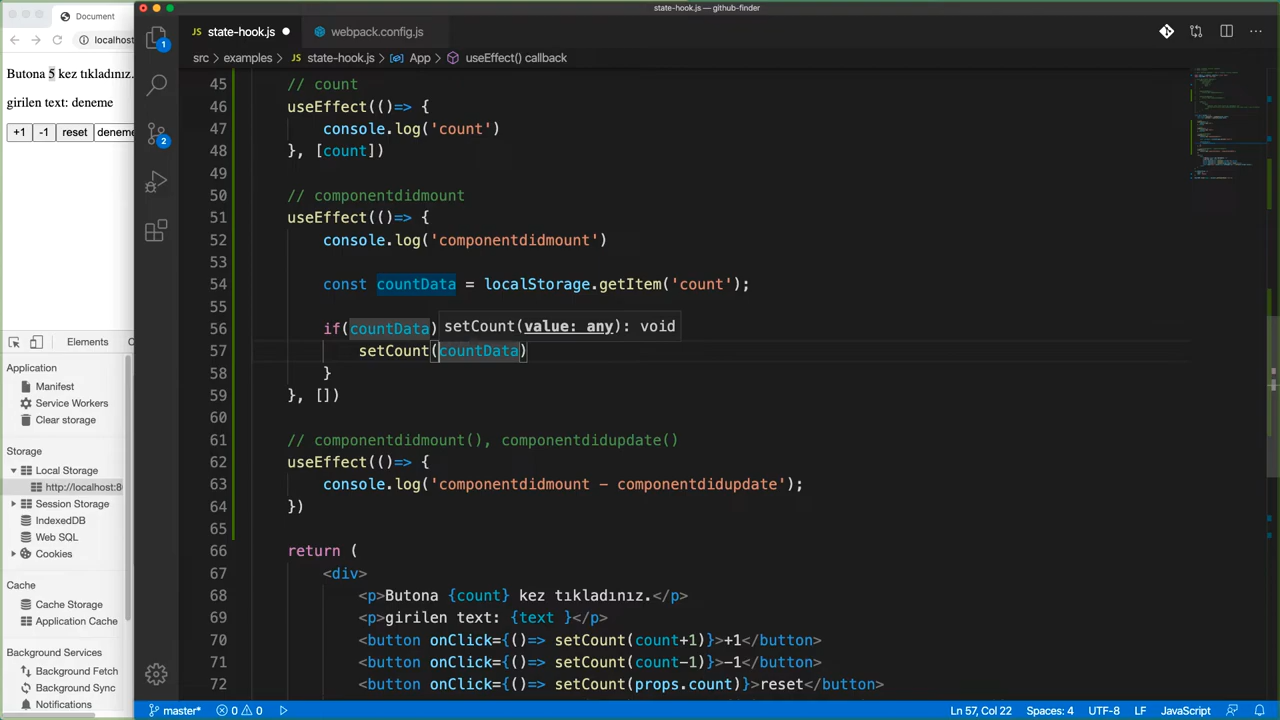 state-hook.js — github-finder
Document
localhost
Butona 5 kez tıkladınız.
girilen text: deneme
+1 -1 reset deneme
Elements
Application
Manifest
Service Workers
Clear storage
Storage
Local Storage
http://localhost:8
Session Storage
IndexedDB
Web SQL
Cookies
Cache
Cache Storage
Application Cache
Background Services
Background Fetch
Background Sync
Notifications
1
2
JS state-hook.js
webpack.config.js
src › examples › JS state-hook.js › App › useEffect() callback
45 // count
46 useEffect(()=> {
47 console.log('count')
48 }, [count])
49
50 // componentdidmount
51 useEffect(()=> {
52 console.log('componentdidmount')
53
54 const countData = localStorage.getItem('count');
55
56 if(countData)
setCount(value: any): void
57 setCount(countData)
58 }
59 }, [])
60
61 // componentdidmount(), componentdidupdate()
62 useEffect(()=> {
63 console.log('componentdidmount - componentdidupdate');
64 })
65
66 return (
67 <div>
68 <p>Butona {count} kez tıkladınız.</p>
69 <p>girilen text: {text }</p>
70 <button onClick={()=> setCount(count+1)}>+1</button>
71 <button onClick={()=> setCount(count-1)}>-1</button>
72 <button onClick={()=> setCount(props.count)}>reset</button>
master* 0 0 Ln 57, Col 22 Spaces: 4 UTF-8 LF JavaScript